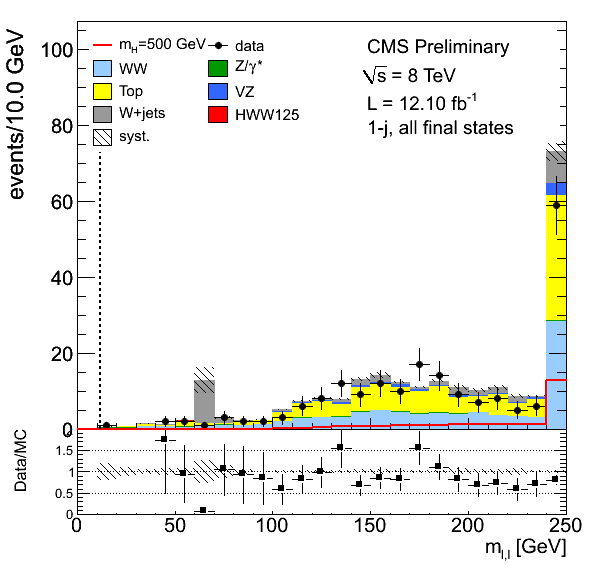 events/10.0 GeV
100
80
60
40
20
0
m_H=500 GeV
data
WW
Z/γ*
Top
VZ
W+jets
HWW125
syst.
CMS Preliminary
√s = 8 TeV
L = 12.10 fb⁻¹
1-j, all final states
Data/MC
1.5
1
0.5
0
0 50 100 150 200 250
m_l,l [GeV]